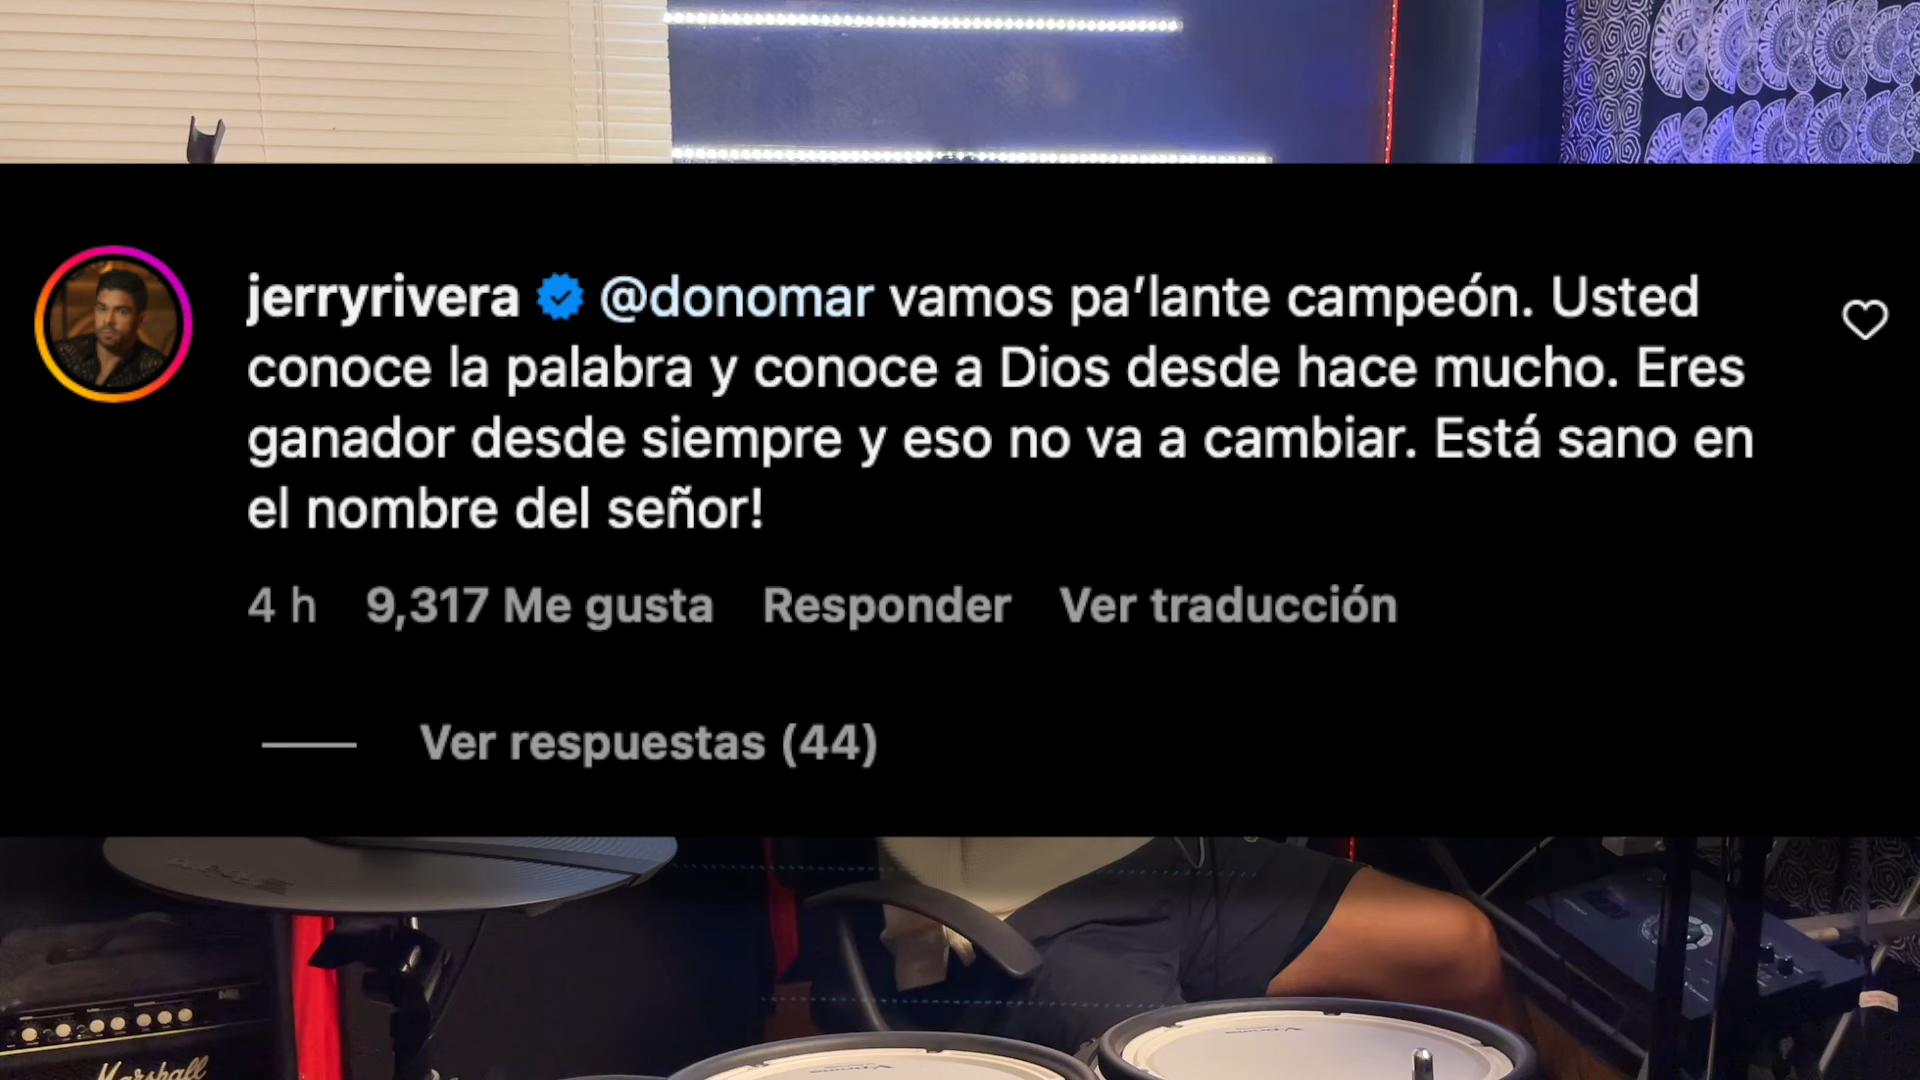 jerryrivera @donomar vamos pa’lante campeón. Usted
conoce la palabra y conoce a Dios desde hace mucho. Eres
ganador desde siempre y eso no va a cambiar. Está sano en
el nombre del señor!
4 h 9,317 Me gusta Responder Ver traducción
Ver respuestas (44)
Marshall